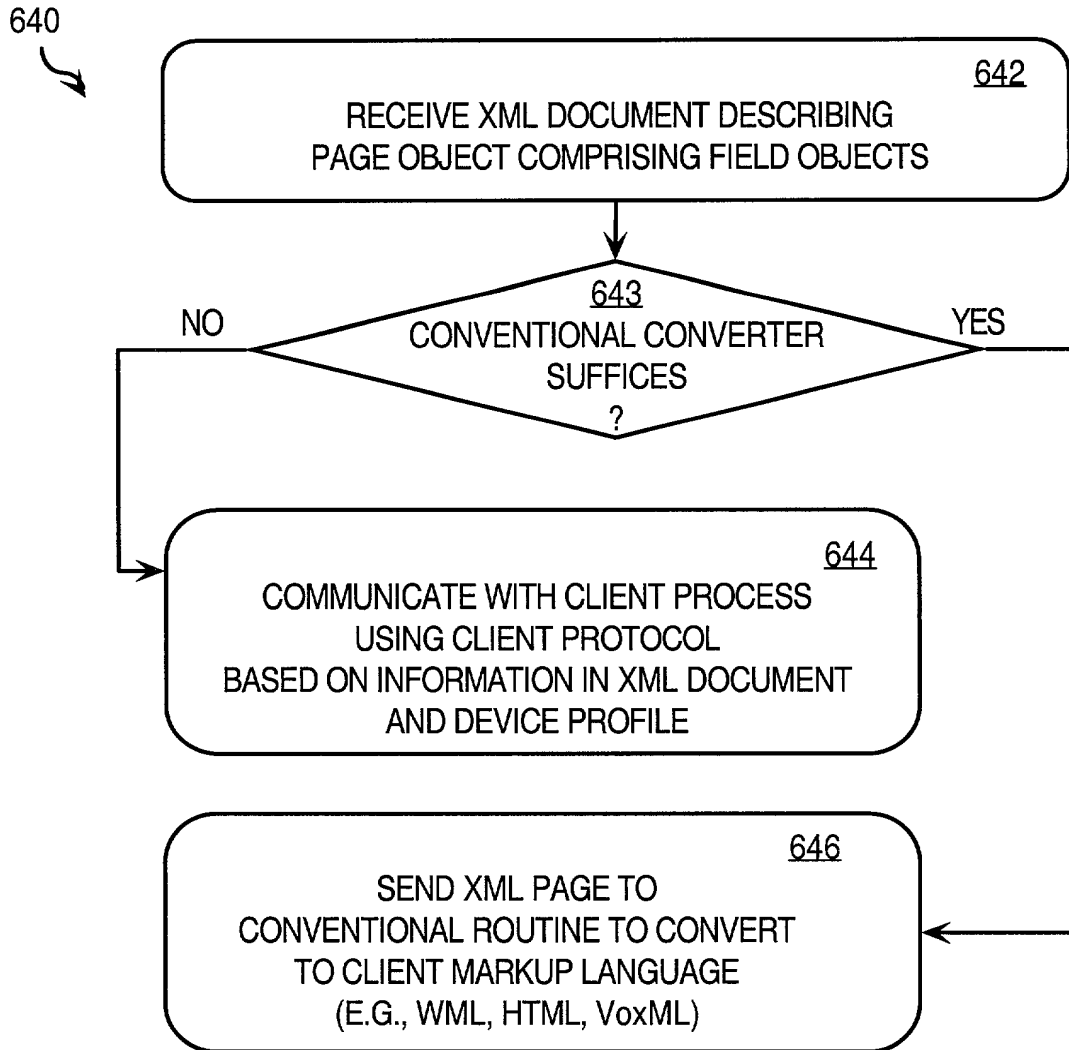 640
642
RECEIVE XML DOCUMENT DESCRIBING
PAGE OBJECT COMPRISING FIELD OBJECTS
643
NO
YES
CONVENTIONAL CONVERTER
SUFFICES
?
644
COMMUNICATE WITH CLIENT PROCESS
USING CLIENT PROTOCOL
BASED ON INFORMATION IN XML DOCUMENT
AND DEVICE PROFILE
646
SEND XML PAGE TO
CONVENTIONAL ROUTINE TO CONVERT
TO CLIENT MARKUP LANGUAGE
(E.G., WML, HTML, VoxML)